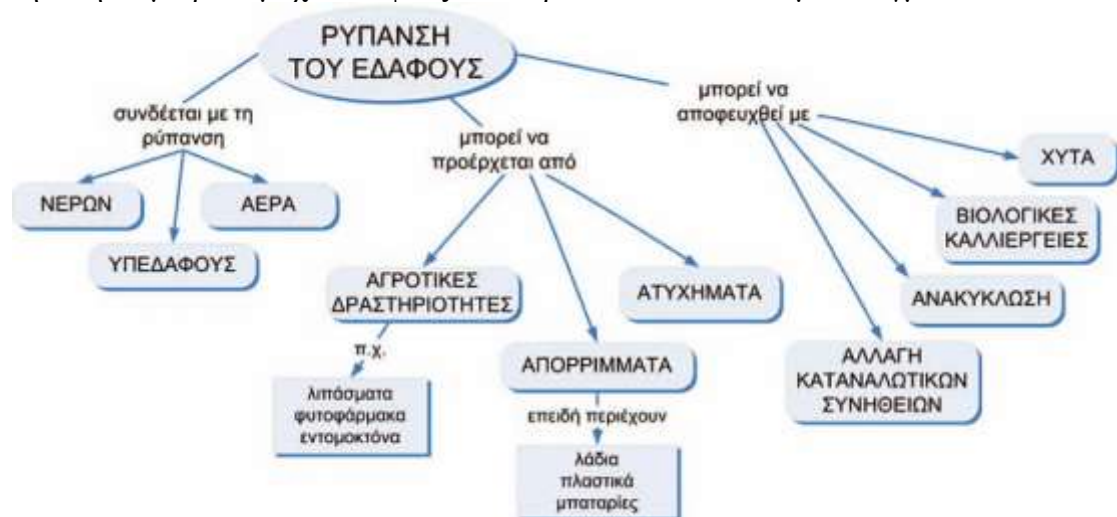 ΡΥΠΑΝΣΗ
ΤΟΥ ΕΔΑΦΟΥΣ
συνδέεται με τη
ρύπανση
ΝΕΡΩΝ
ΑΕΡΑ
ΥΠΕΔΑΦΟΥΣ
μπορεί να
προέρχεται από
ΑΓΡΟΤΙΚΕΣ
ΔΡΑΣΤΗΡΙΟΤΗΤΕΣ
π.χ.
λιπάσματα
φυτοφάρμακα
εντομοκτόνα
ΑΠΟΡΡΙΜΜΑΤΑ
επειδή περιέχουν
λάδια
πλαστικά
μπαταρίες
ΑΤΥΧΗΜΑΤΑ
μπορεί να
αποφευχθεί με
ΧΥΤΑ
ΒΙΟΛΟΓΙΚΕΣ
ΚΑΛΛΙΕΡΓΕΙΕΣ
ΑΝΑΚΥΚΛΩΣΗ
ΑΛΛΑΓΗ
ΚΑΤΑΝΑΛΩΤΙΚΩΝ
ΣΥΝΗΘΕΙΩΝ